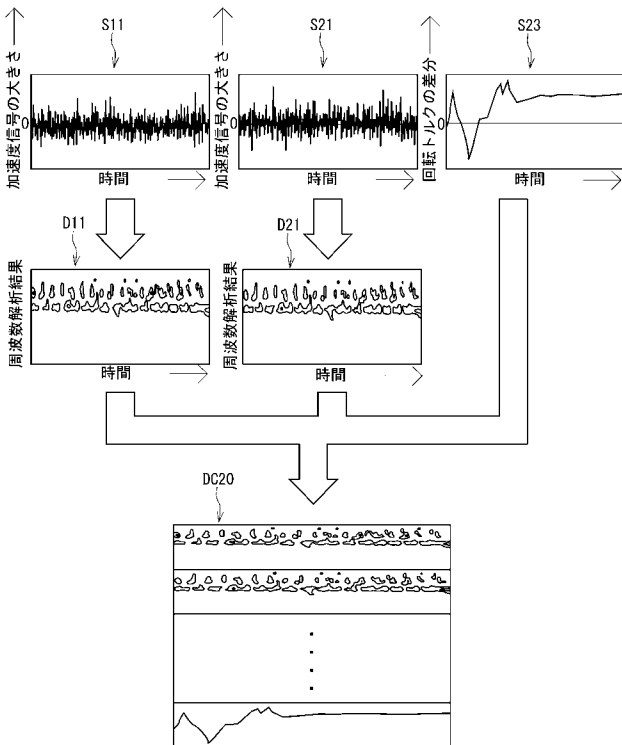 S11
S21
S23
加速度信号の大きさ
0
時間
加速度信号の大きさ
0
時間
回転トルクの差分
0
時間
D11
D21
周波数解析結果
時間
周波数解析結果
時間
DC20